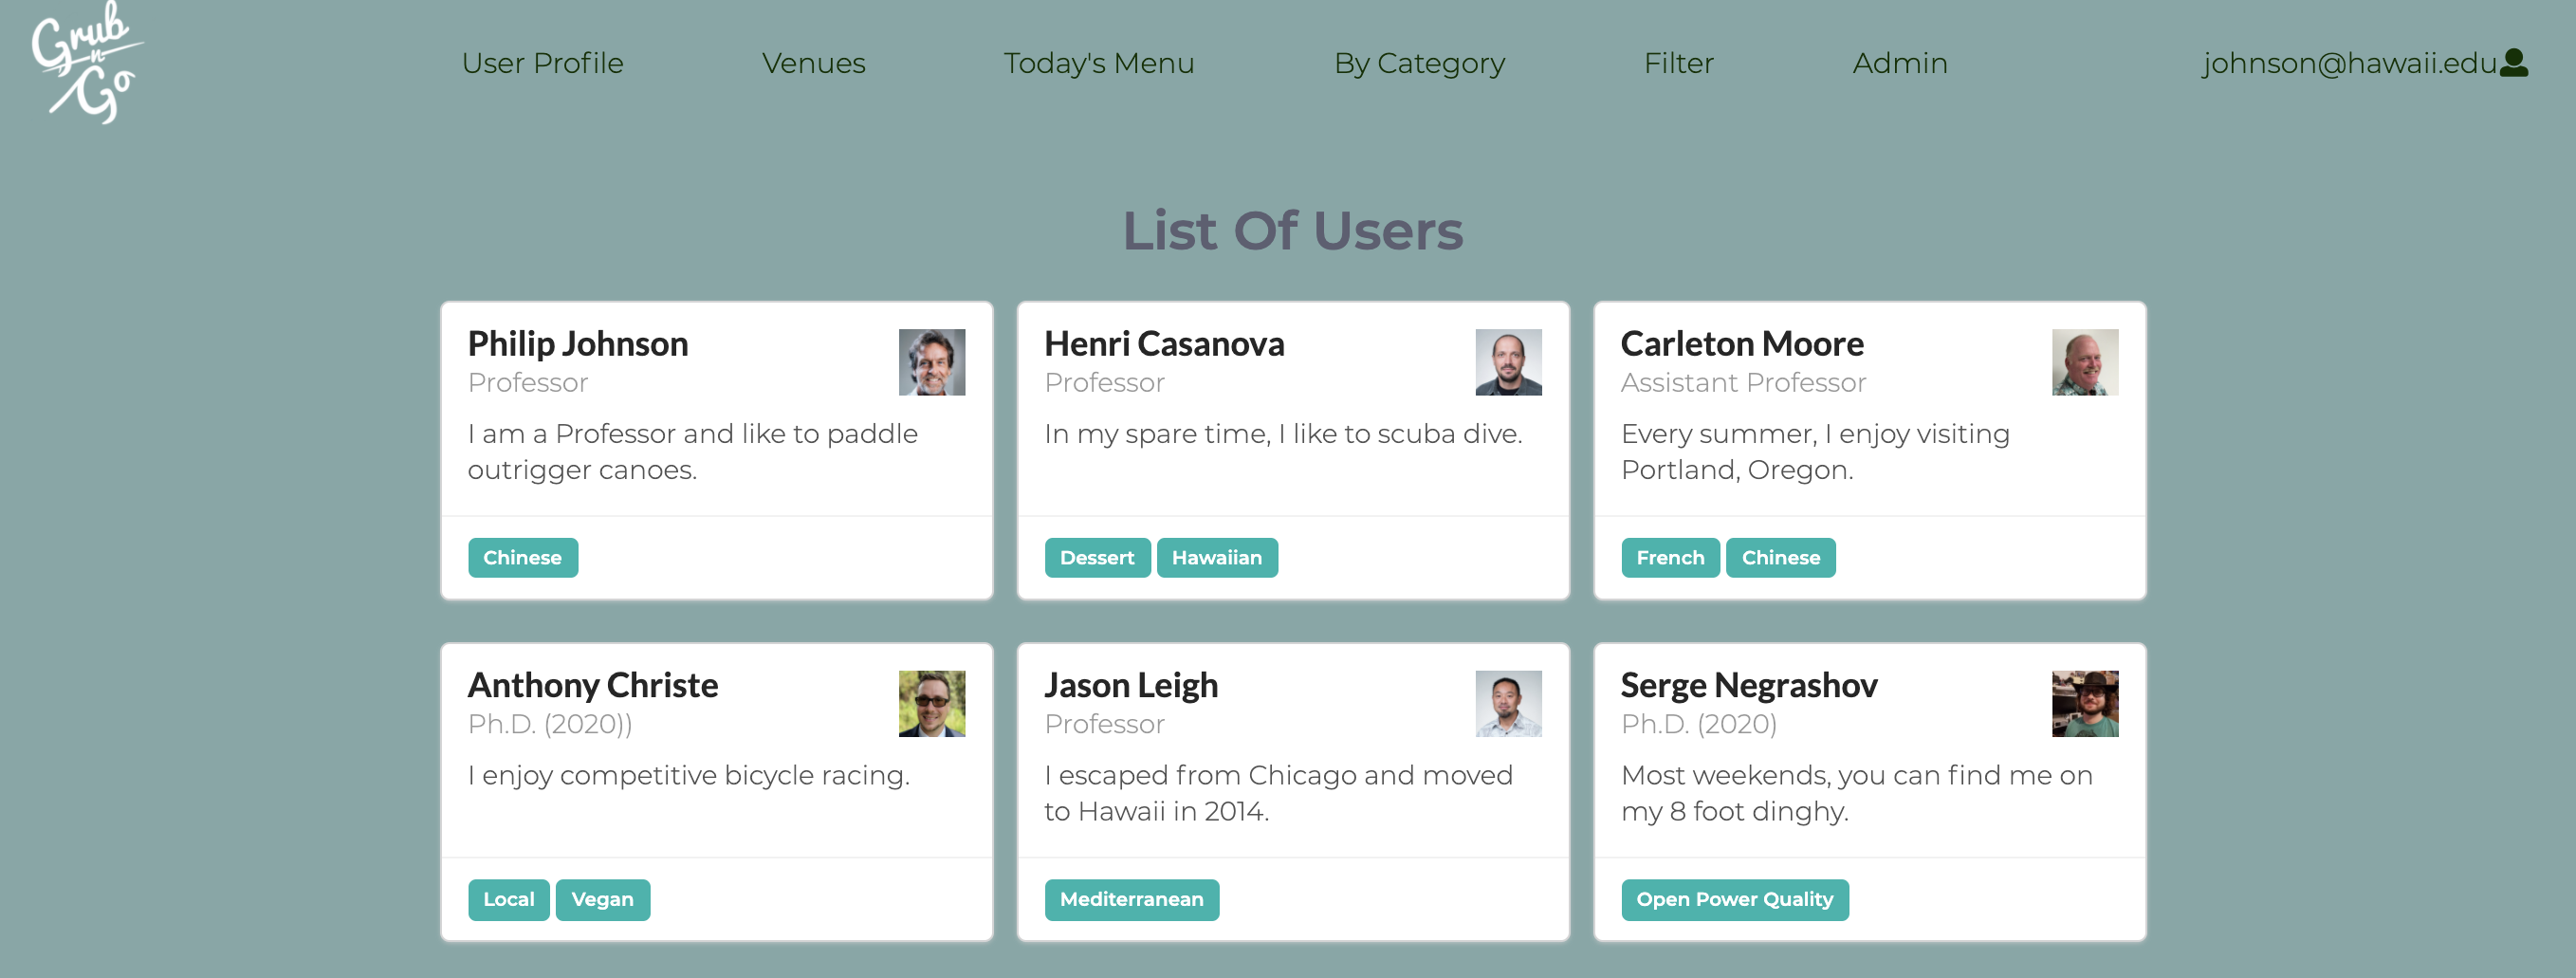 Grub
n
Go
User Profile Venues Today's Menu By Category Filter Admin johnson@hawaii.edu
List Of Users
Philip Johnson
Professor
I am a Professor and like to paddle
outrigger canoes.
Chinese
Henri Casanova
Professor
In my spare time, I like to scuba dive.
Dessert Hawaiian
Carleton Moore
Assistant Professor
Every summer, I enjoy visiting
Portland, Oregon.
French Chinese
Anthony Christe
Ph.D. (2020))
I enjoy competitive bicycle racing.
Local Vegan
Jason Leigh
Professor
I escaped from Chicago and moved
to Hawaii in 2014.
Mediterranean
Serge Negrashov
Ph.D. (2020)
Most weekends, you can find me on
my 8 foot dinghy.
Open Power Quality